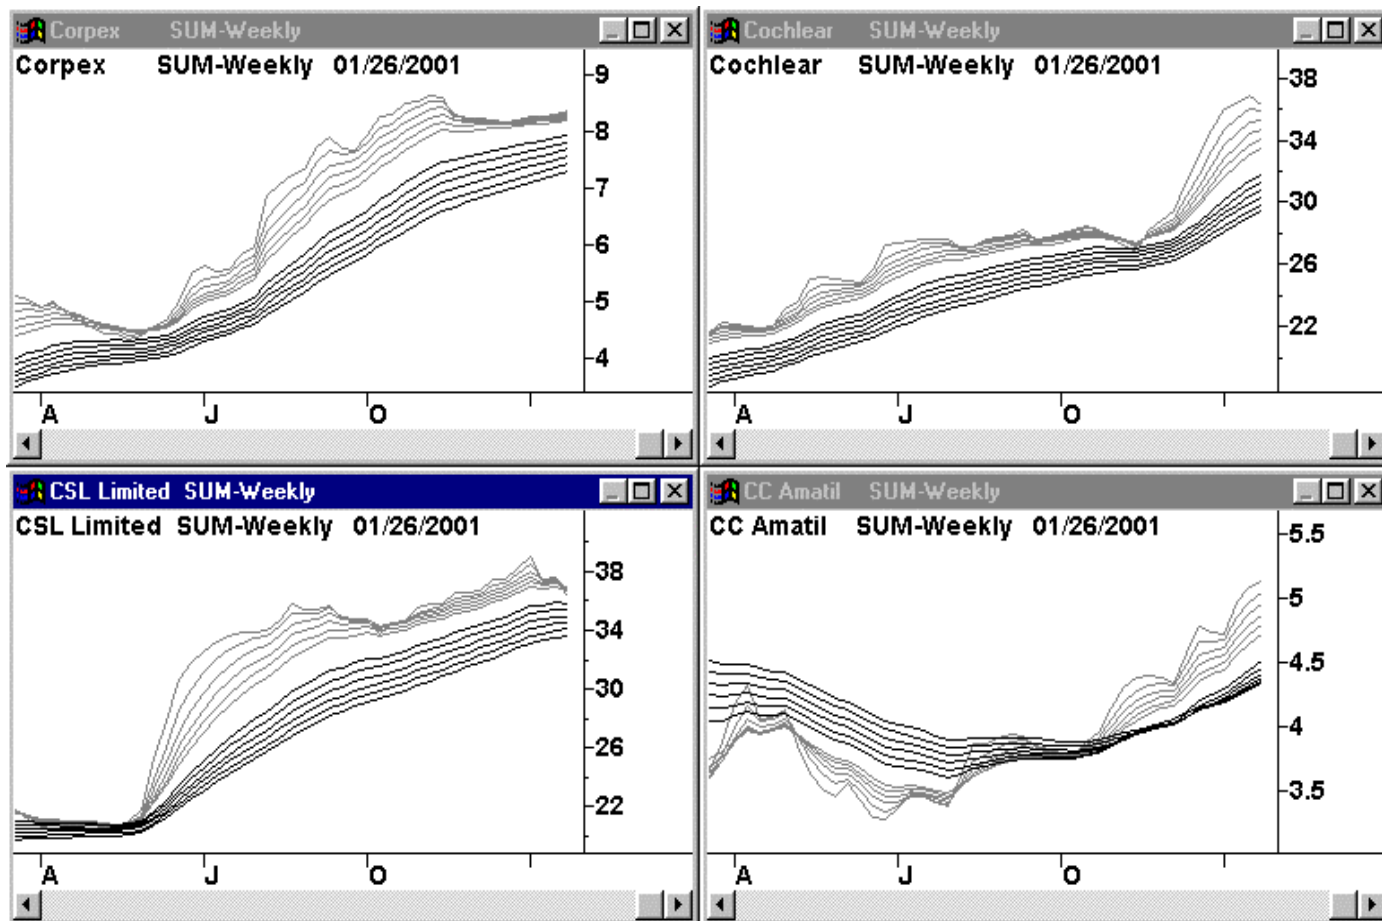 Corpex SUM-Weekly
Corpex SUM-Weekly 01/26/2001
9
8
7
6
5
4
A J O
Cochlear SUM-Weekly
Cochlear SUM-Weekly 01/26/2001
38
34
30
26
22
A J O
CSL Limited SUM-Weekly
CSL Limited SUM-Weekly 01/26/2001
38
34
30
26
22
A J O
CC Amatil SUM-Weekly
CC Amatil SUM-Weekly 01/26/2001
5.5
5
4.5
4
3.5
A J O